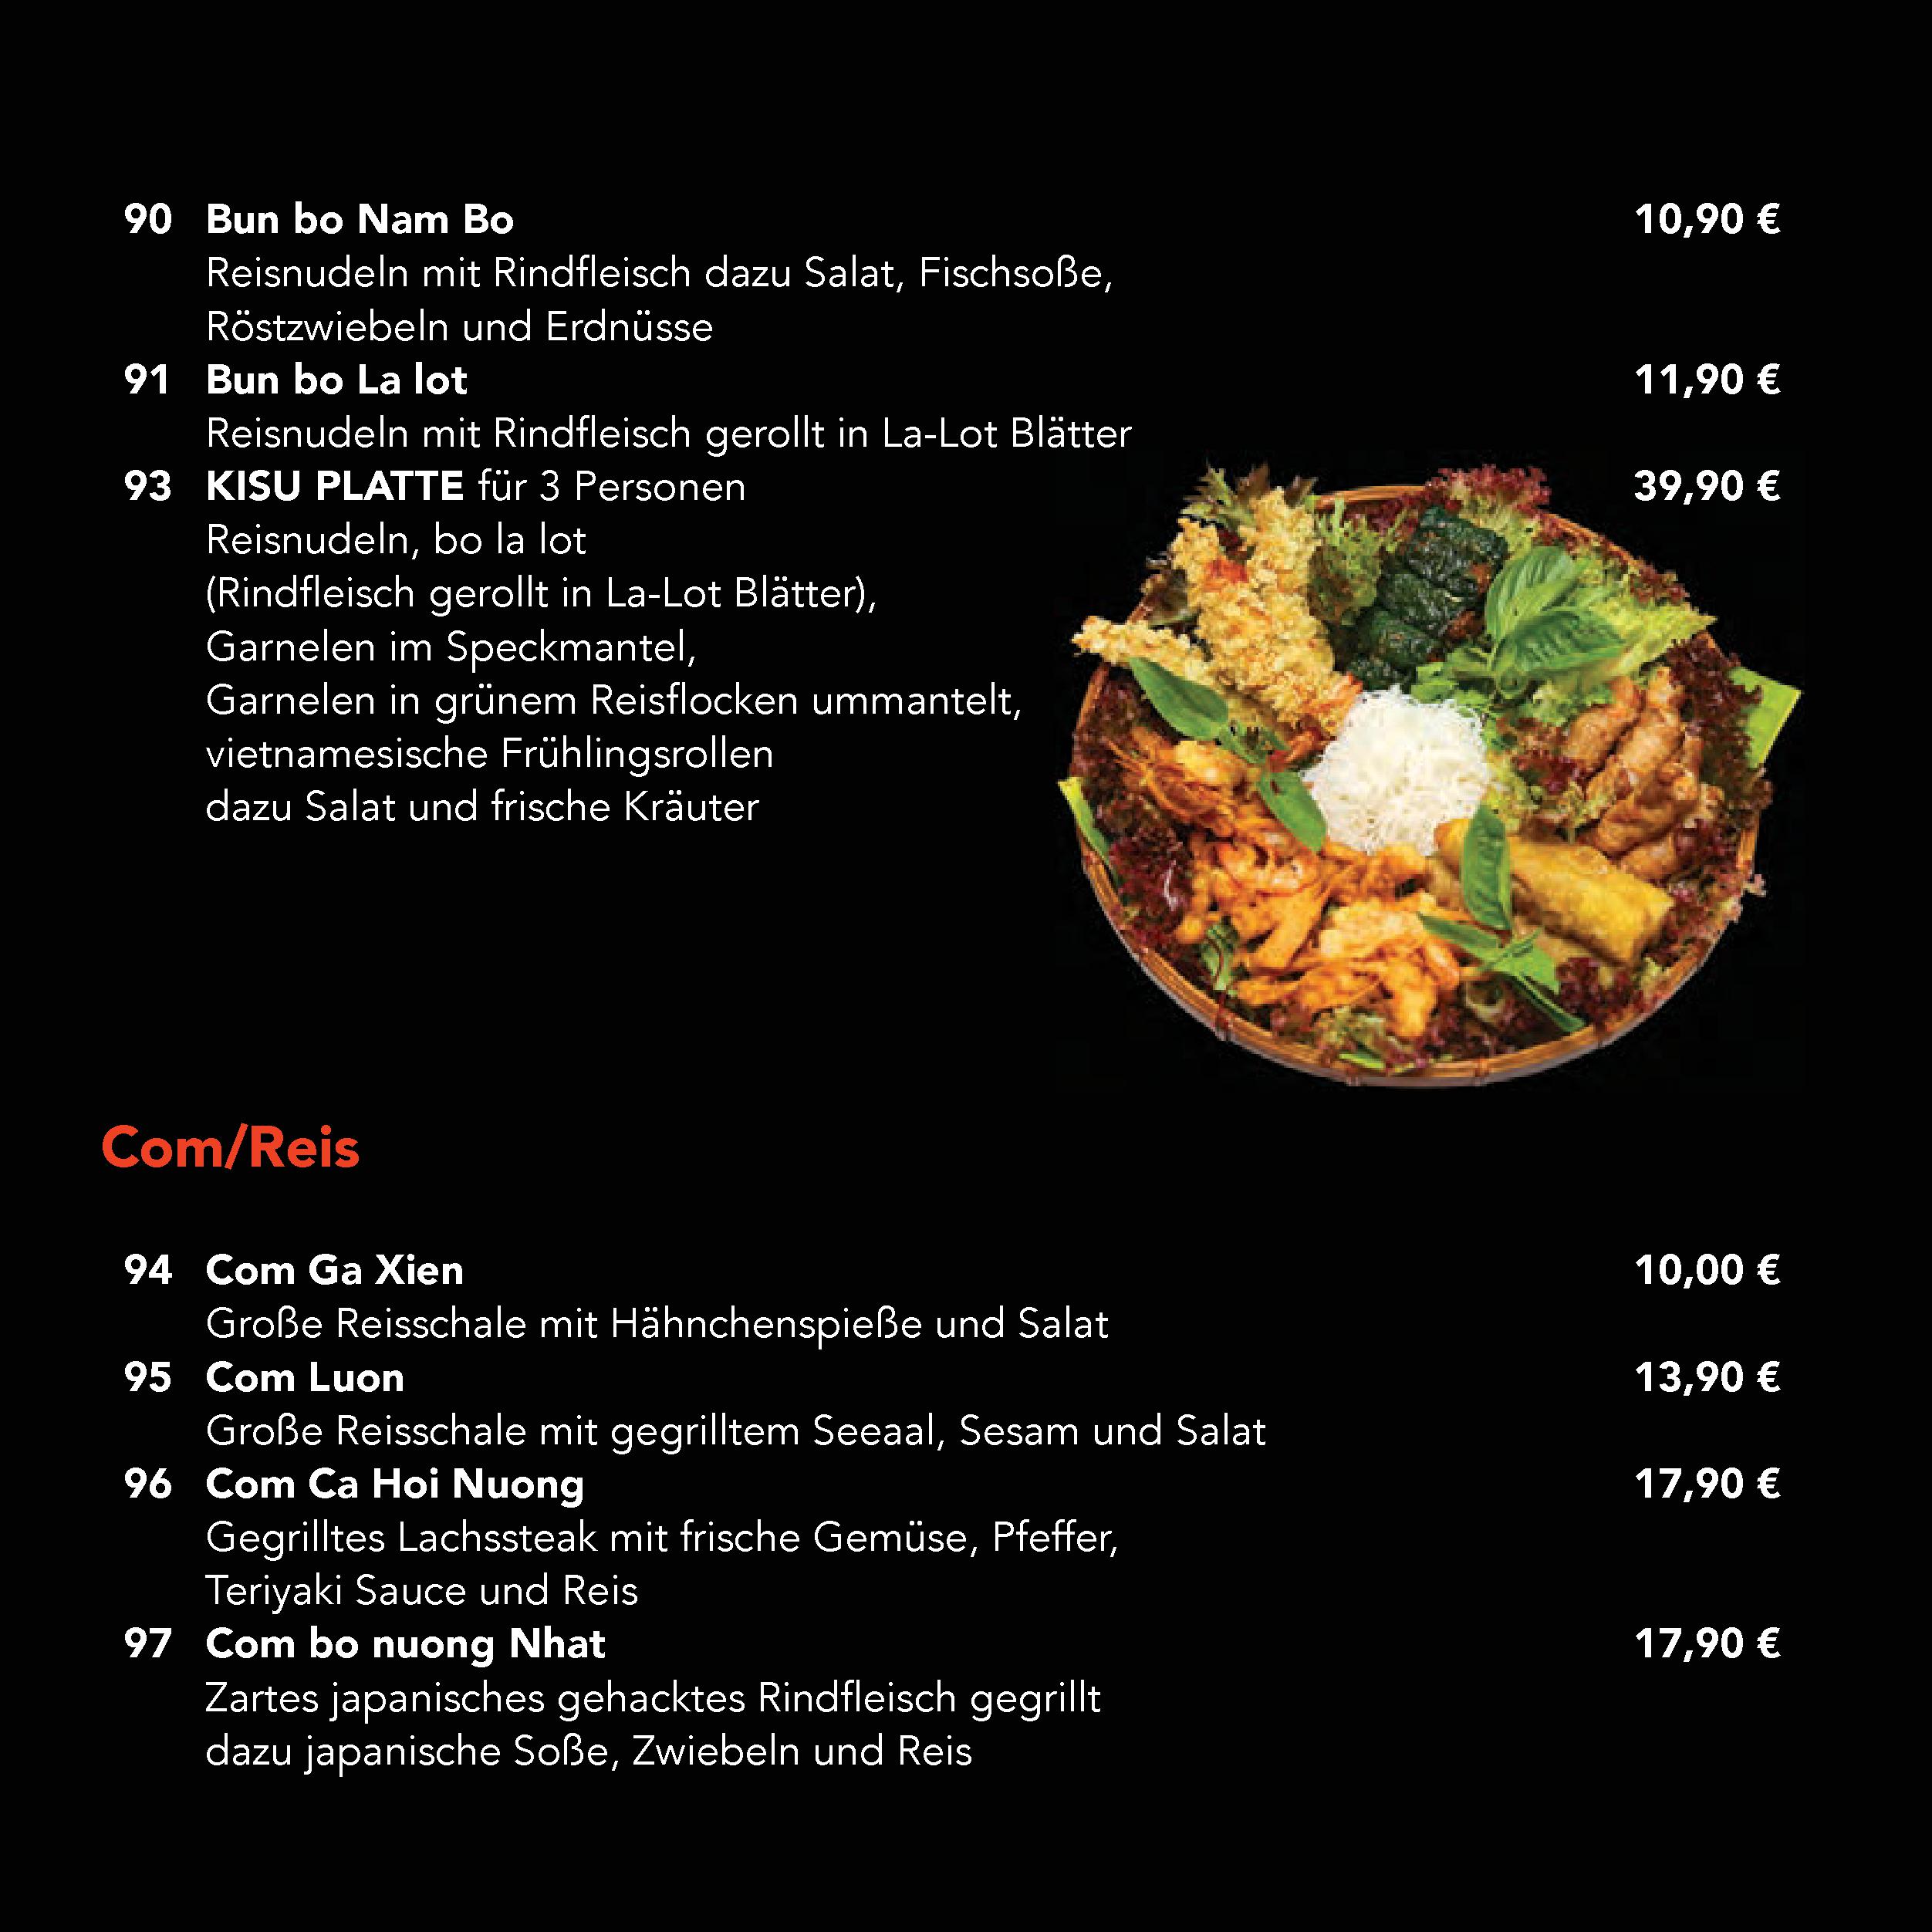 90 Bun bo Nam Bo 10,90 €
Reisnudeln mit Rindfleisch dazu Salat, Fischsoße,
Röstzwiebeln und Erdnüsse
91 Bun bo La lot 11,90 €
Reisnudeln mit Rindfleisch gerollt in La-Lot Blätter
93 KISU PLATTE für 3 Personen 39,90 €
Reisnudeln, bo la lot
(Rindfleisch gerollt in La-Lot Blätter),
Garnelen im Speckmantel,
Garnelen in grünem Reisflocken ummantelt,
vietnamesische Frühlingsrollen
dazu Salat und frische Kräuter
Com/Reis
94 Com Ga Xien 10,00 €
Große Reisschale mit Hähnchenspieße und Salat
95 Com Luon 13,90 €
Große Reisschale mit gegrilltem Seeaal, Sesam und Salat
96 Com Ca Hoi Nuong 17,90 €
Gegrilltes Lachssteak mit frische Gemüse, Pfeffer,
Teriyaki Sauce und Reis
97 Com bo nuong Nhat 17,90 €
Zartes japanisches gehacktes Rindfleisch gegrillt
dazu japanische Soße, Zwiebeln und Reis